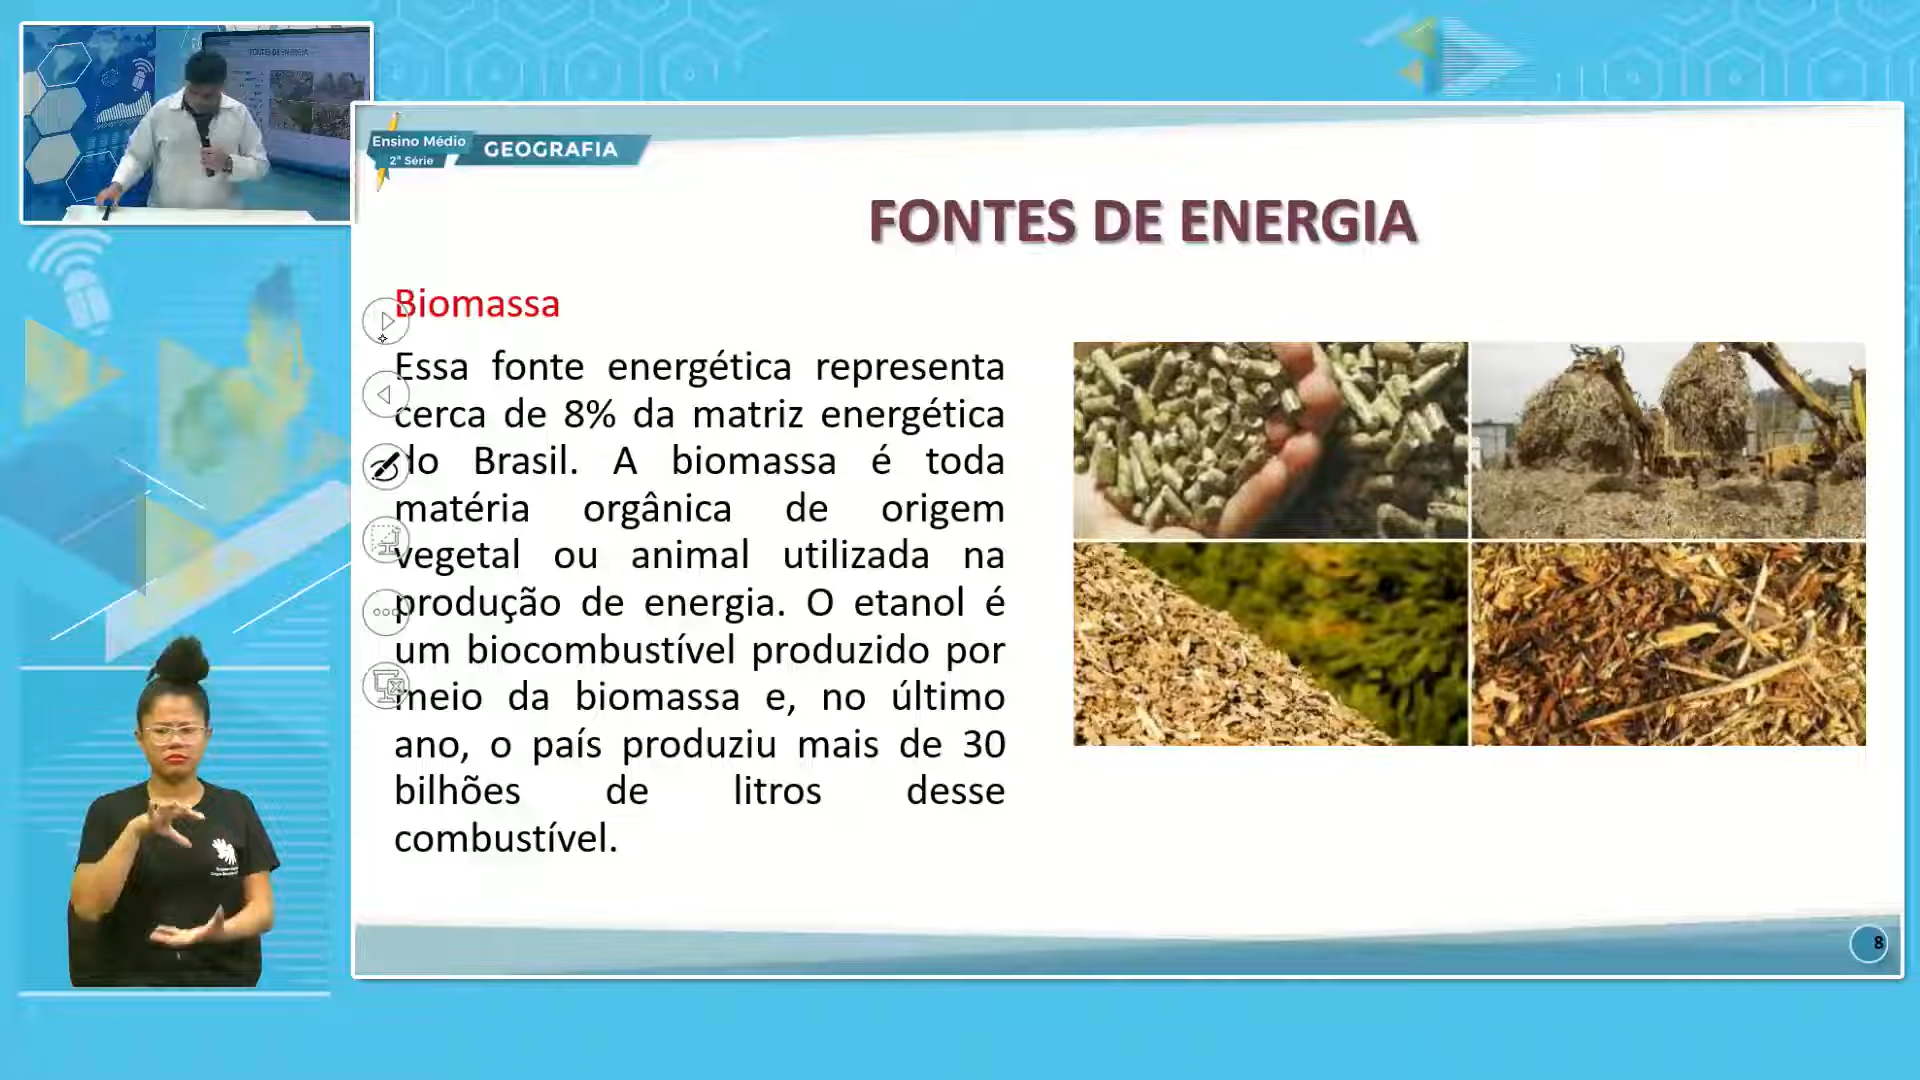 Ensino Médio
2ª Série
GEOGRAFIA
FONTES DE ENERGIA
Biomassa
Essa fonte energética representa
cerca de 8% da matriz energética
do Brasil. A biomassa é toda
matéria orgânica de origem
vegetal ou animal utilizada na
produção de energia. O etanol é
um biocombustível produzido por
meio da biomassa e, no último
ano, o país produziu mais de 30
bilhões de litros desse
combustível.
8
FONTES DE ENERGIA